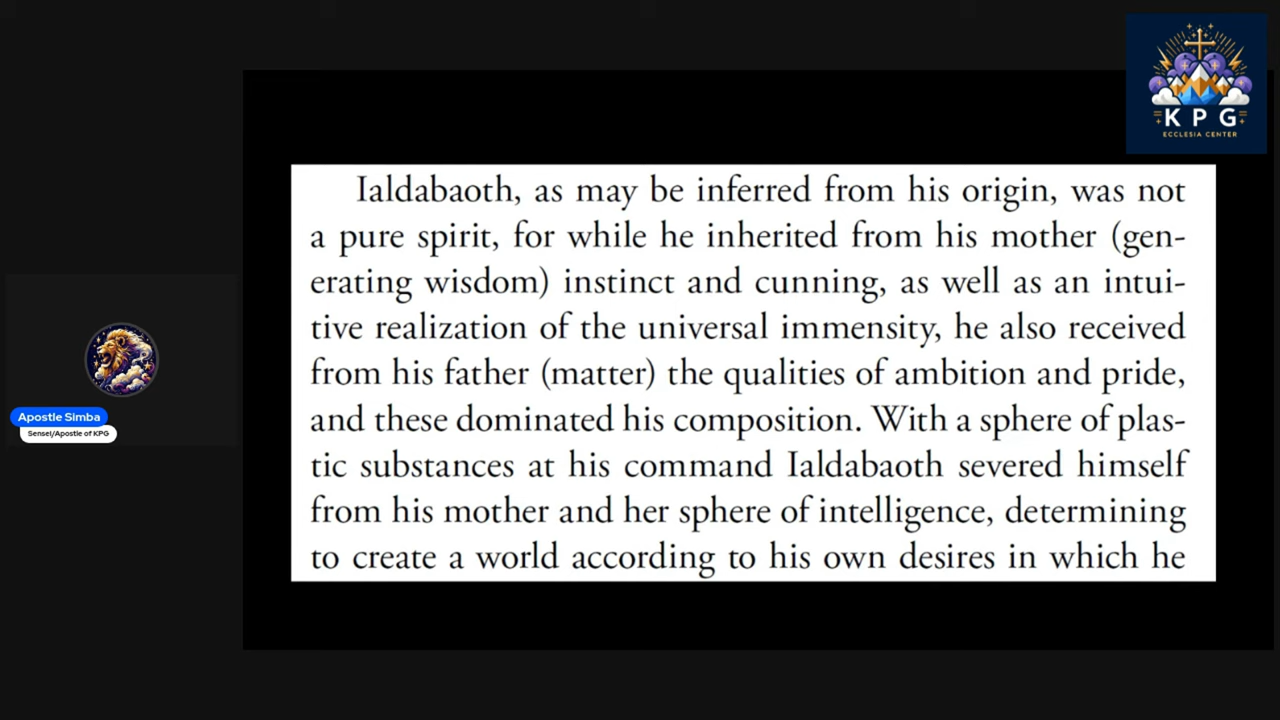 KPG
ECCLESIA CENTER
Ialdabaoth, as may be inferred from his origin, was not
a pure spirit, for while he inherited from his mother (gen-
erating wisdom) instinct and cunning, as well as an intui-
tive realization of the universal immensity, he also received
from his father (matter) the qualities of ambition and pride,
and these dominated his composition. With a sphere of plas-
tic substances at his command Ialdabaoth severed himself
from his mother and her sphere of intelligence, determining
to create a world according to his own desires in which he
Apostle Simba
Sensei/Apostle of KPG